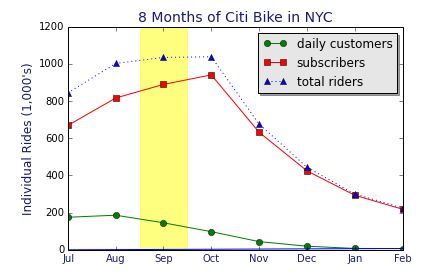 8 Months of Citi Bike in NYC
Individual Rides (1,000's)
1200
1000
800
600
400
200
0
daily customers
subscribers
total riders
Jul Aug Sep Oct Nov Dec Jan Feb